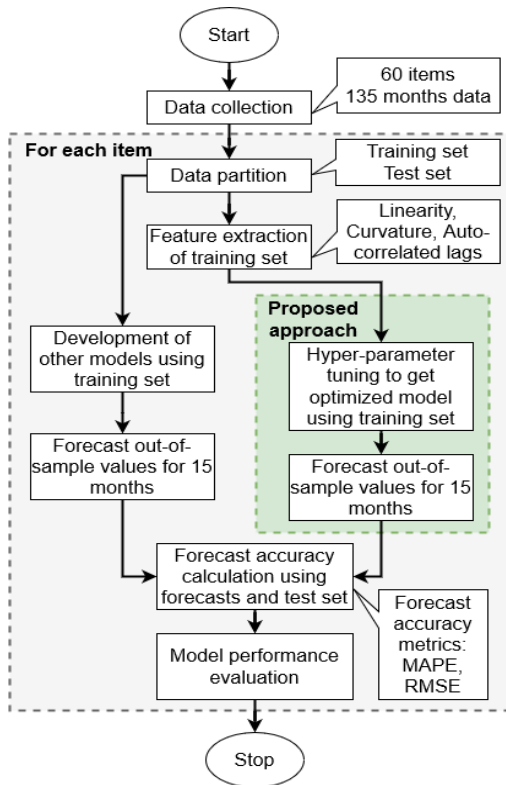 Start
Data collection
60 items
135 months data
For each item
Data partition
Training set
Test set
Feature extraction
of training set
Linearity,
Curvature, Auto-
correlated lags
Proposed
approach
Development of
other models using
training set
Hyper-parameter
tuning to get
optimized model
using training set
Forecast out-of-
sample values for 15
months
Forecast out-of-
sample values for 15
months
Forecast accuracy
calculation using
forecasts and test set
Forecast
accuracy
metrics:
MAPE,
RMSE
Model performance
evaluation
Stop